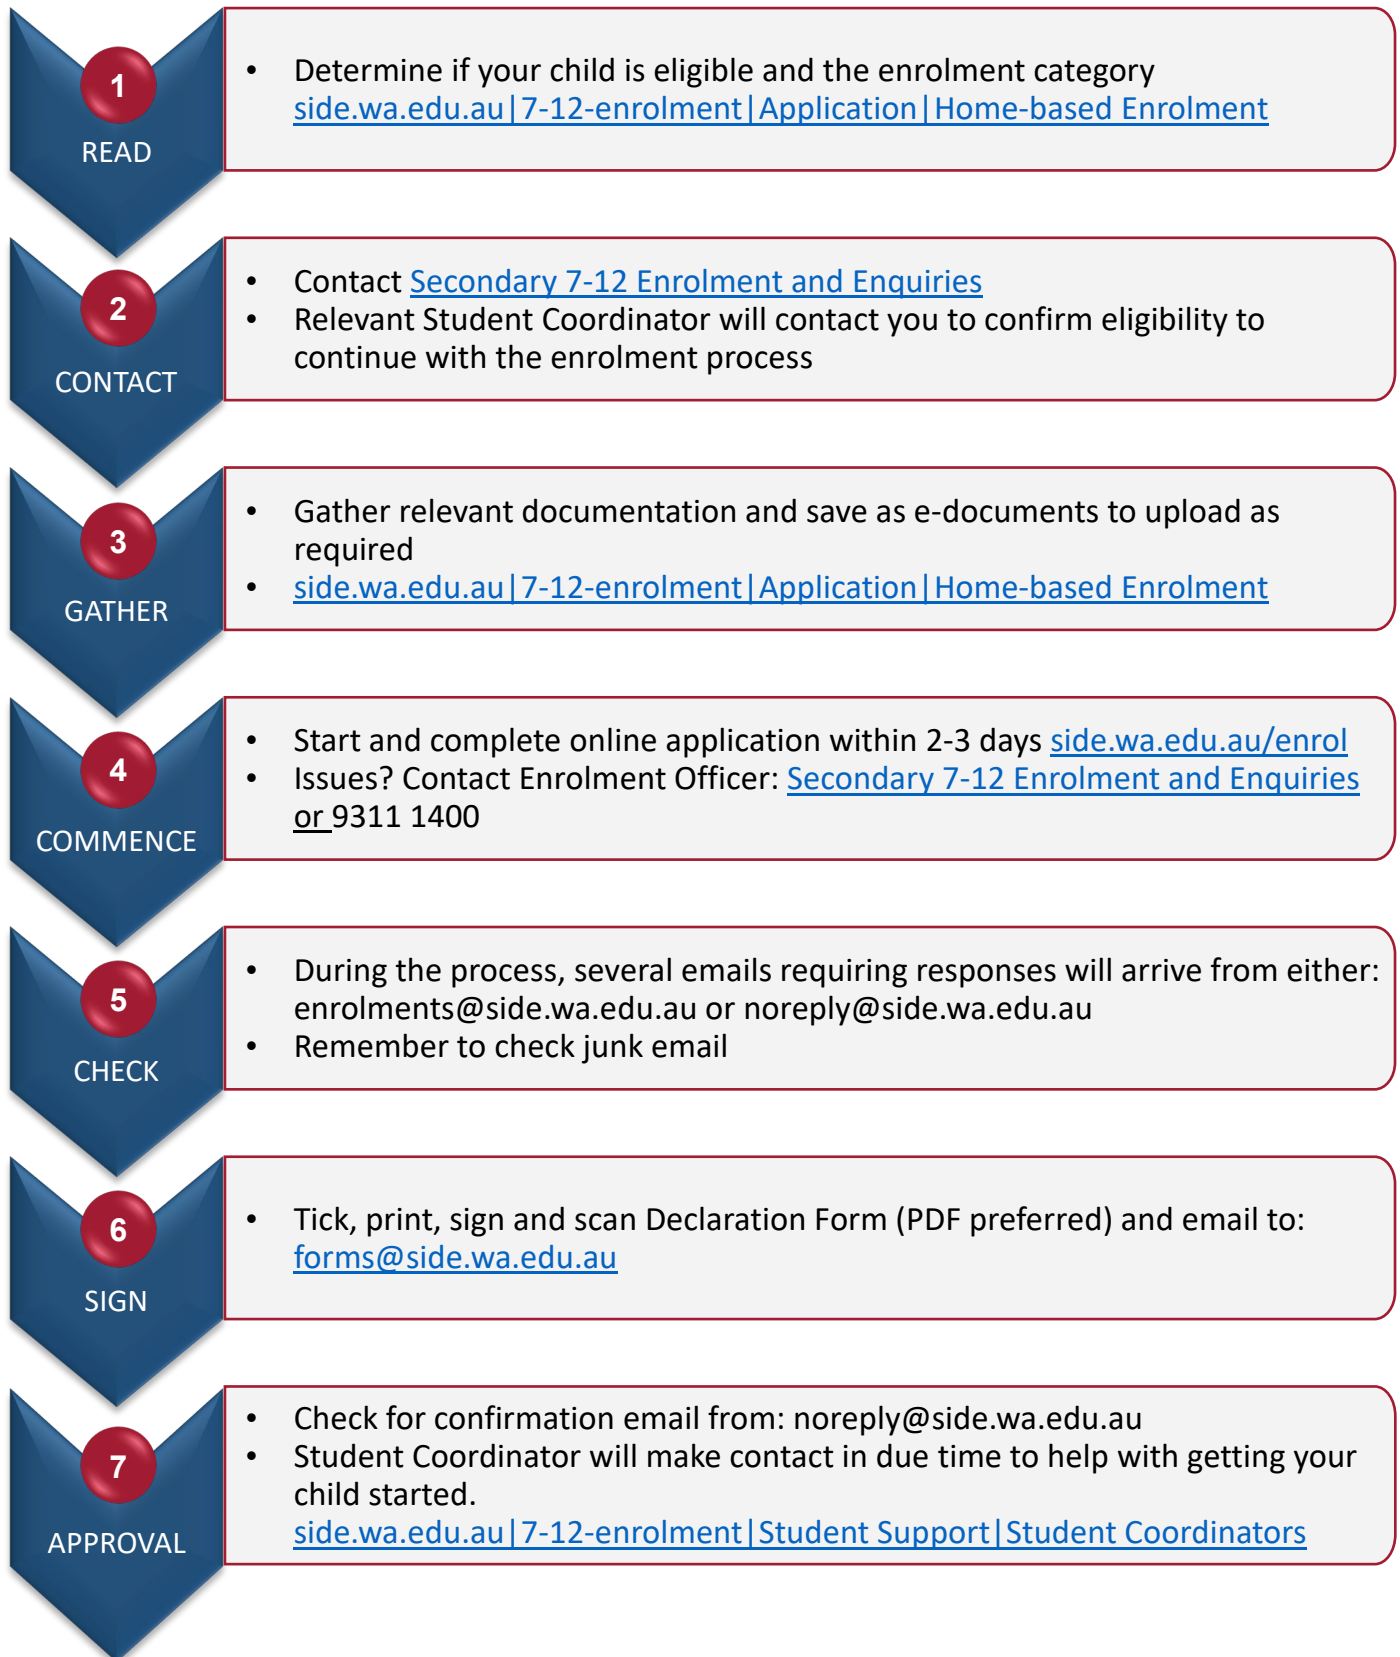 1
READ
• Determine if your child is eligible and the enrolment category
side.wa.edu.au|7-12-enrolment|Application|Home-based Enrolment
2
CONTACT
• Contact Secondary 7-12 Enrolment and Enquiries
• Relevant Student Coordinator will contact you to confirm eligibility to
continue with the enrolment process
3
GATHER
• Gather relevant documentation and save as e-documents to upload as
required
• side.wa.edu.au|7-12-enrolment|Application|Home-based Enrolment
4
COMMENCE
• Start and complete online application within 2-3 days side.wa.edu.au/enrol
• Issues? Contact Enrolment Officer: Secondary 7-12 Enrolment and Enquiries
or 9311 1400
5
CHECK
• During the process, several emails requiring responses will arrive from either:
enrolments@side.wa.edu.au or noreply@side.wa.edu.au
• Remember to check junk email
6
SIGN
• Tick, print, sign and scan Declaration Form (PDF preferred) and email to:
forms@side.wa.edu.au
7
APPROVAL
• Check for confirmation email from: noreply@side.wa.edu.au
• Student Coordinator will make contact in due time to help with getting your
child started.
side.wa.edu.au|7-12-enrolment|Student Support|Student Coordinators